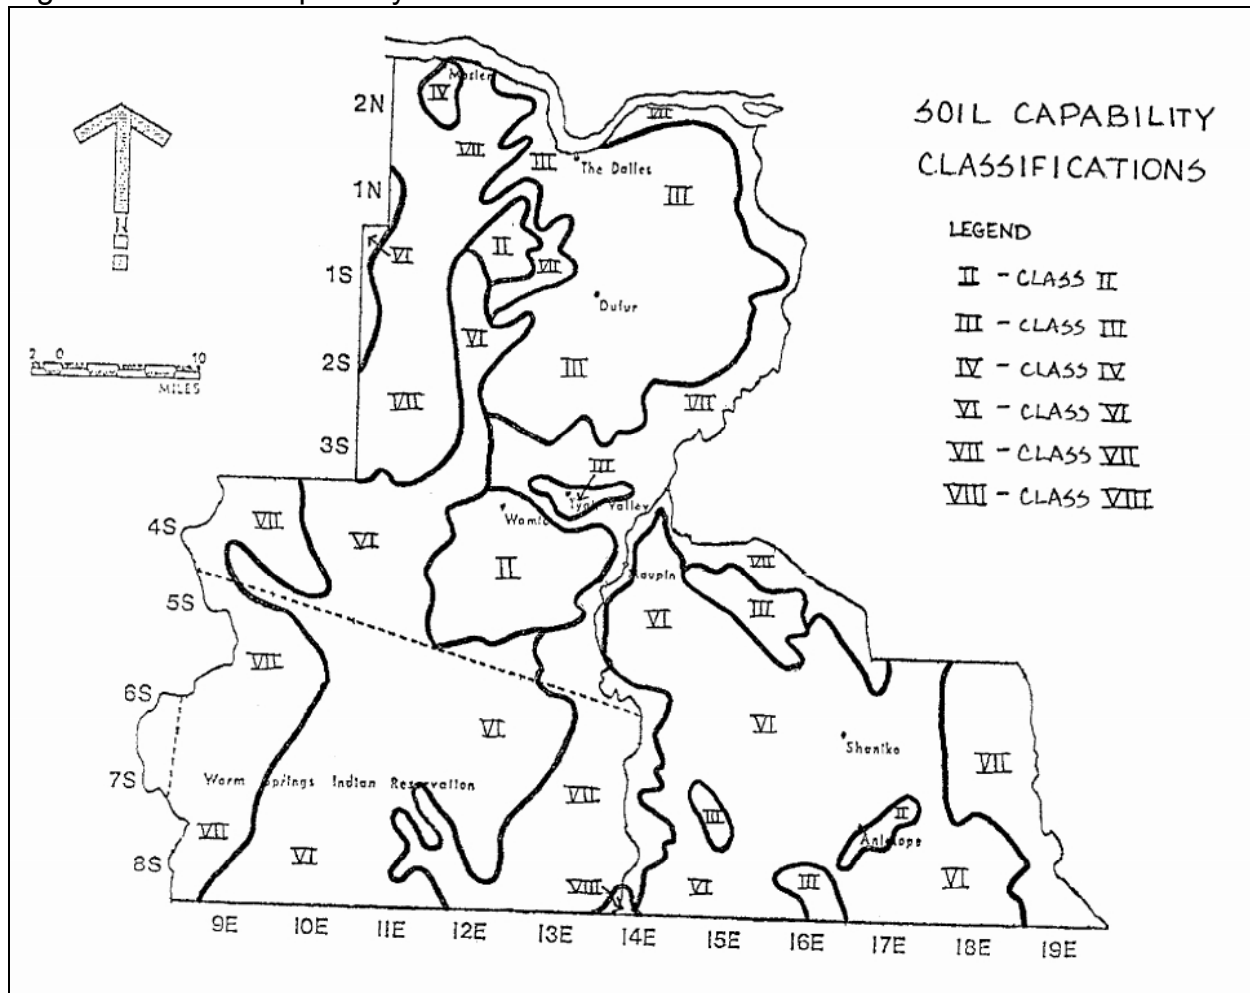 SOIL CAPABILITY
CLASSIFICATIONS
LEGEND
II - CLASS II
III - CLASS III
IV - CLASS IV
VI - CLASS VI
VII - CLASS VII
VIII - CLASS VIII
2N
1N
1S
2S
3S
4S
5S
6S
7S
8S
2 0 10
MILES
Mosier
IV
VII
VII
III
The Dalles
III
II
VI
VII
Dufur
VI
III
VII
VII
III
Tygh Valley
Wamic
VII
VI
II
VII
Maupin
III
VI
VII
VI
VI
Shaniko
VII
Warm Springs Indian Reservation
VII
III
II
Antelope
VII
VI
VIII
VI
III
VI
9E 10E 11E 12E 13E 14E 15E 16E 17E 18E 19E